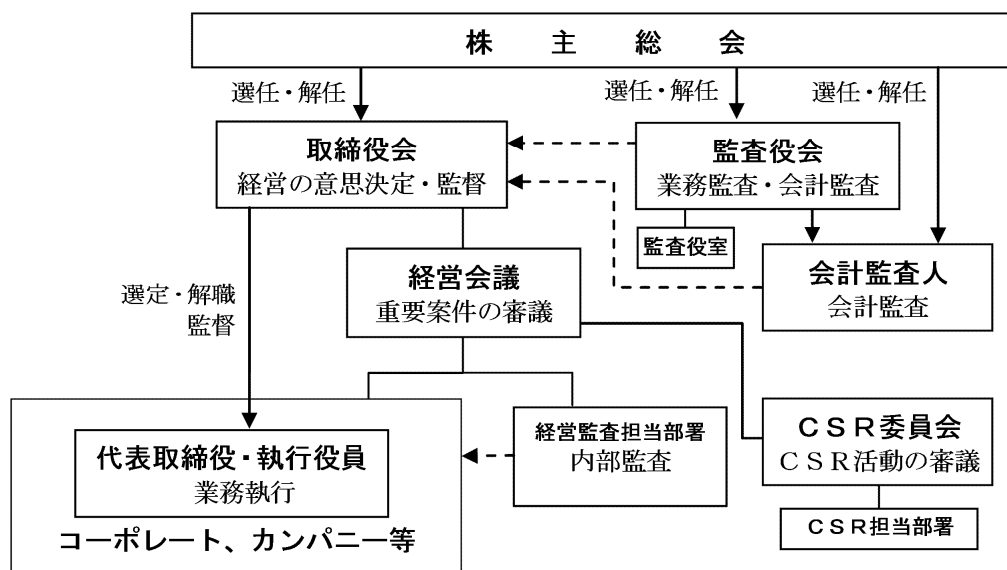 株主総会
選任・解任
選任・解任
選任・解任
取締役会
経営の意思決定・監督
監査役会
業務監査・会計監査
監査役室
会計監査人
会計監査
経営会議
重要案件の審議
選定・解職
監督
代表取締役・執行役員
業務執行
コーポレート、カンパニー等
経営監査担当部署
内部監査
ＣＳＲ委員会
ＣＳＲ活動の審議
ＣＳＲ担当部署